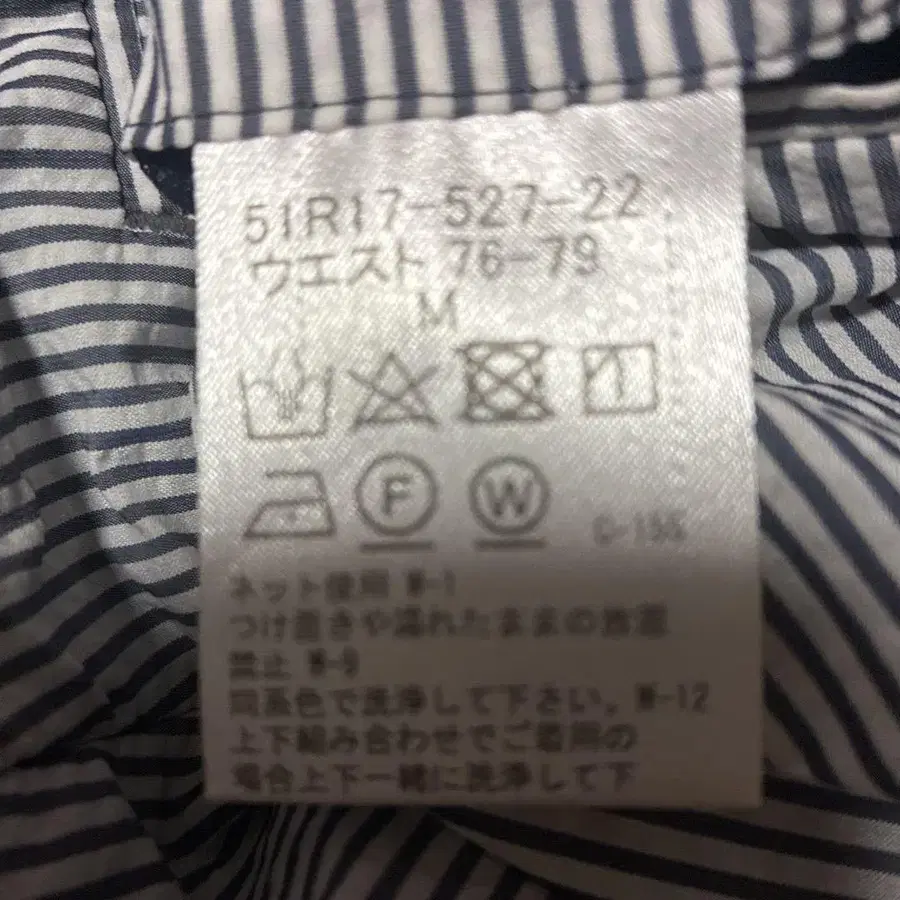 51R17-527-22
ウエスト 76-79
M
F W
ネット使用 W-1
つけ置きや濡れたままの放置
禁止 W-9
同系色で洗浄して下さい。W-12
上下組み合わせでご着用の
場合上下一緒に洗浄して下